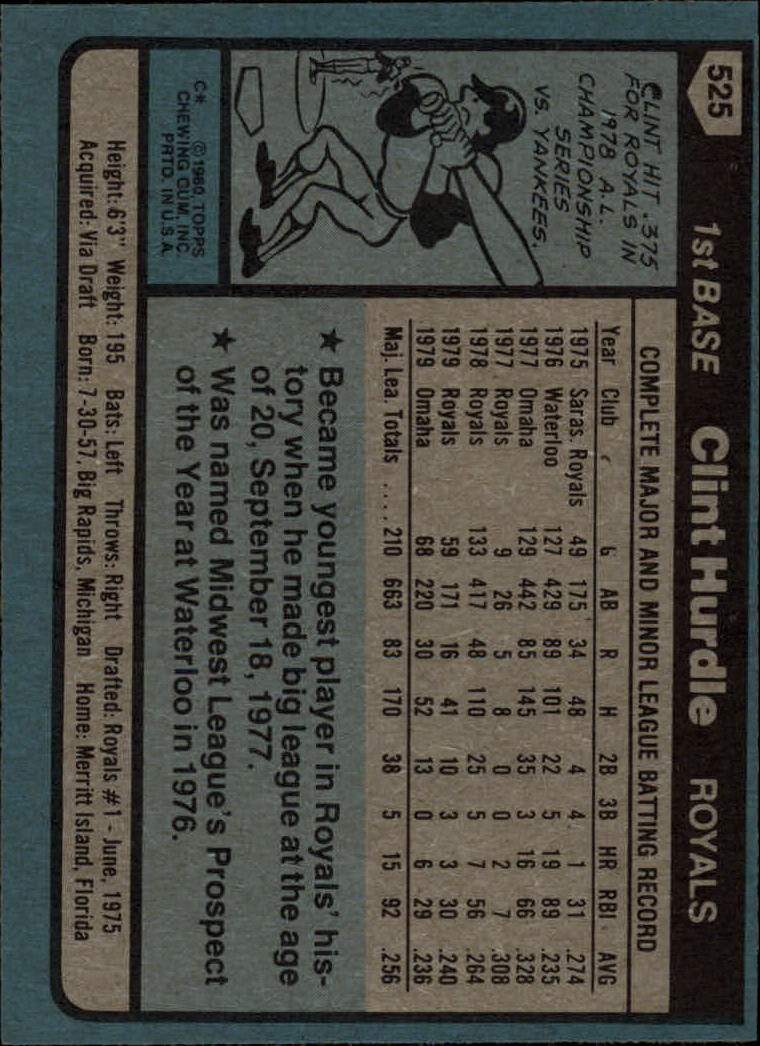 525 1st BASE Clint Hurdle ROYALS
CLINT HIT .375
FOR ROYALS IN
1978 A.L.
CHAMPIONSHIP
SERIES
VS. YANKEES.
C* © 1980 TOPPS
CHEWING GUM, INC.
PRTD. IN U.S.A.
COMPLETE MAJOR AND MINOR LEAGUE BATTING RECORD
Year Club G AB R H 2B 3B HR RBI AVG
1975 Saras. Royals 49 175 34 48 4 4 1 31 .274
1976 Waterloo 127 429 89 101 22 5 19 89 .235
1977 Omaha 129 442 85 145 35 3 16 66 .328
1977 Royals 9 26 5 8 0 0 2 7 .308
1978 Royals 133 417 48 110 25 5 7 56 .264
1979 Royals 59 171 16 41 10 3 3 30 .240
1979 Omaha 68 220 30 52 13 0 6 29 .236
Maj. Lea. Totals .... 210 663 83 170 38 5 15 92 .256
★ Became youngest player in Royals' his-
tory when he made big league at the age
of 20, September 18, 1977.
★ Was named Midwest League's Prospect
of the Year at Waterloo in 1976.
Height: 6'3" Weight: 195 Bats: Left Throws: Right Drafted: Royals #1 - June, 1975
Acquired: Via Draft Born: 7-30-57, Big Rapids, Michigan Home: Merritt Island, Florida